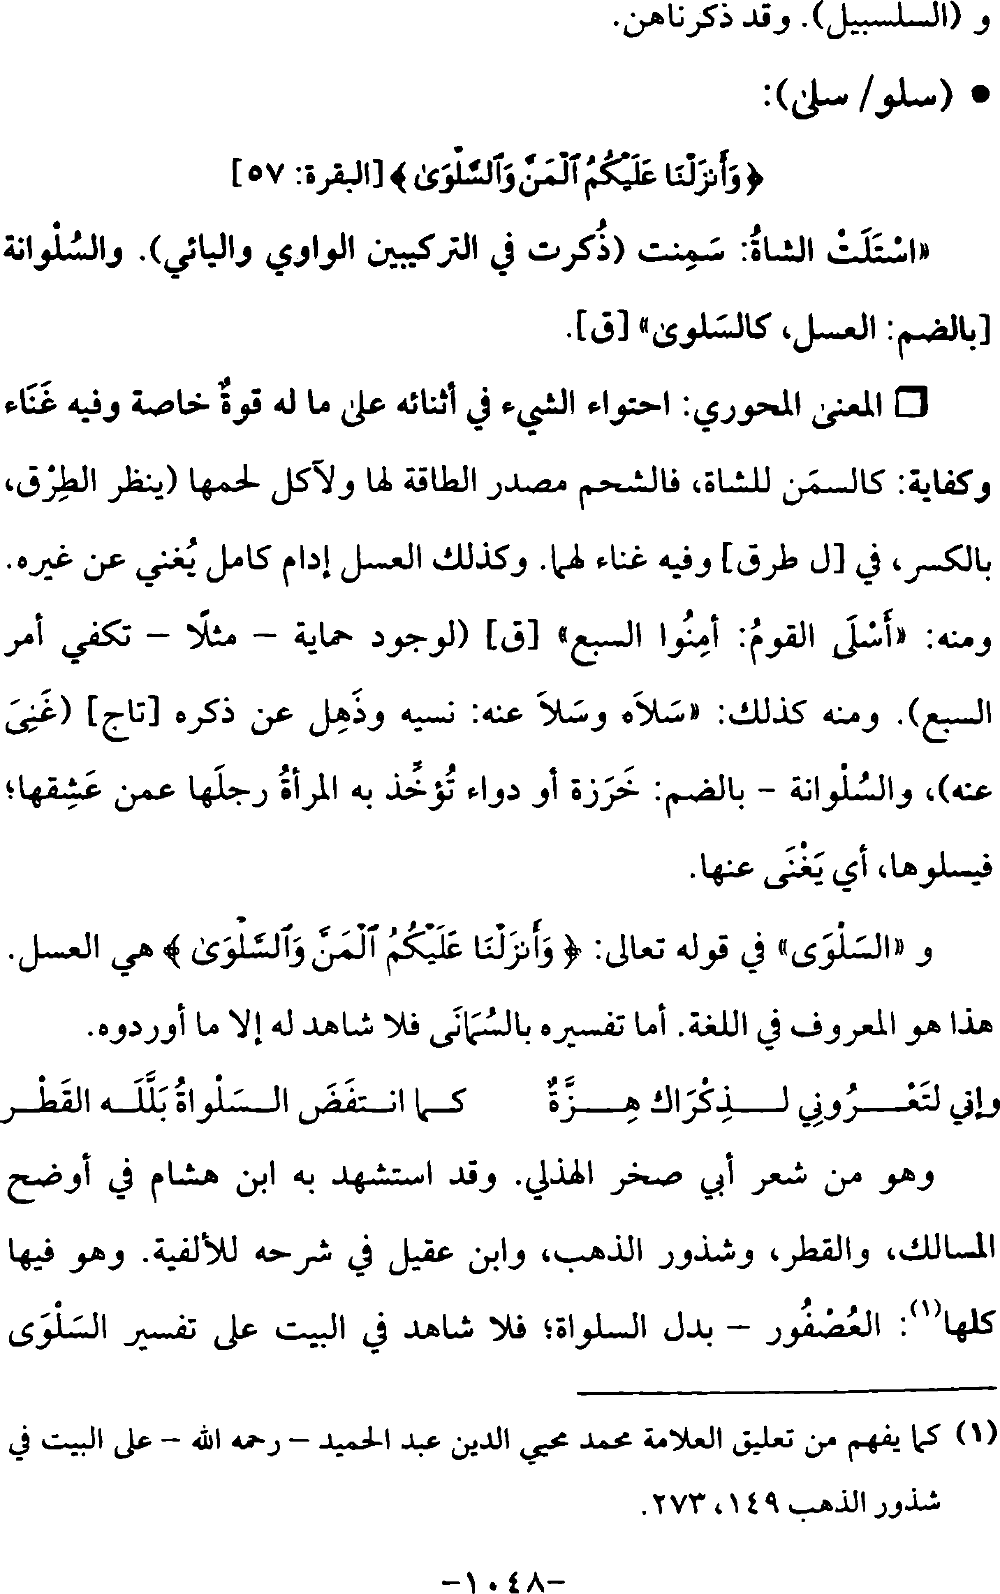 و (السلسبيل). وقد ذكرناهن.
● (سلو/ سلى):
﴿وَأَنزَلْنَا عَلَيْكُمُ ٱلْمَنَّ وَٱلسَّلْوَىٰ﴾ [البقرة: ٥٧]
«اسْتَلَتْ الشاةُ: سَمِنت (ذُكرت في التركيبين الواوي واليائي). والسُلْوانة
[بالضم: العسل، كالسَلوى» [ق].
□ المعنى المحوري: احتواء الشيء في أثنائه على ما له قوةٌ خاصة وفيه غَنَاء
وكفاية: كالسمَن للشاة، فالشحم مصدر الطاقة لها ولآكل لحمها (ينظر الطِرْق،
بالكسر، في [ل طرق] وفيه غناء لهما. وكذلك العسل إدام كامل يُغني عن غيره.
ومنه: «أَسْلَى القومُ: أمِنُوا السبع» [ق] (لوجود حماية – مثلًا – تكفي أمر
السبع). ومنه كذلك: «سَلاَه وسَلاَ عنه: نسيه وذَهِل عن ذكره [تاج] (غَنِيَ
عنه)، والسُلْوانة - بالضم: خَرَزة أو دواء تُؤخِّذ به المرأةُ رجلَها عمن عَشِقها؛
فيسلوها، أي يَغْنَى عنها.
و «السَلْوَى» في قوله تعالى: ﴿وَأَنزَلْنَا عَلَيْكُمُ ٱلْمَنَّ وَٱلسَّلْوَىٰ﴾ هي العسل.
هذا هو المعروف في اللغة. أما تفسيره بالسُمَانَى فلا شاهد له إلا ما أوردوه.
وإني لتَعْــرُونِي لــذِكْرَاك هِــزَّةٌ كـما انـتفَضَ الـسَلْواةُ بَلَّلَـه القَطْـر
وهو من شعر أبي صخر الهذلي. وقد استشهد به ابن هشام في أوضح
المسالك، والقطر، وشذور الذهب، وابن عقيل في شرحه للألفية. وهو فيها
كلها(١): العُصْفُور – بدل السلواة؛ فلا شاهد في البيت على تفسير السَلْوَى
(١) كما يفهم من تعليق العلامة محمد محيي الدين عبد الحميد – رحمه الله – على البيت في
شذور الذهب ١٤٩، ٢٧٣.
-١٠٤٨-